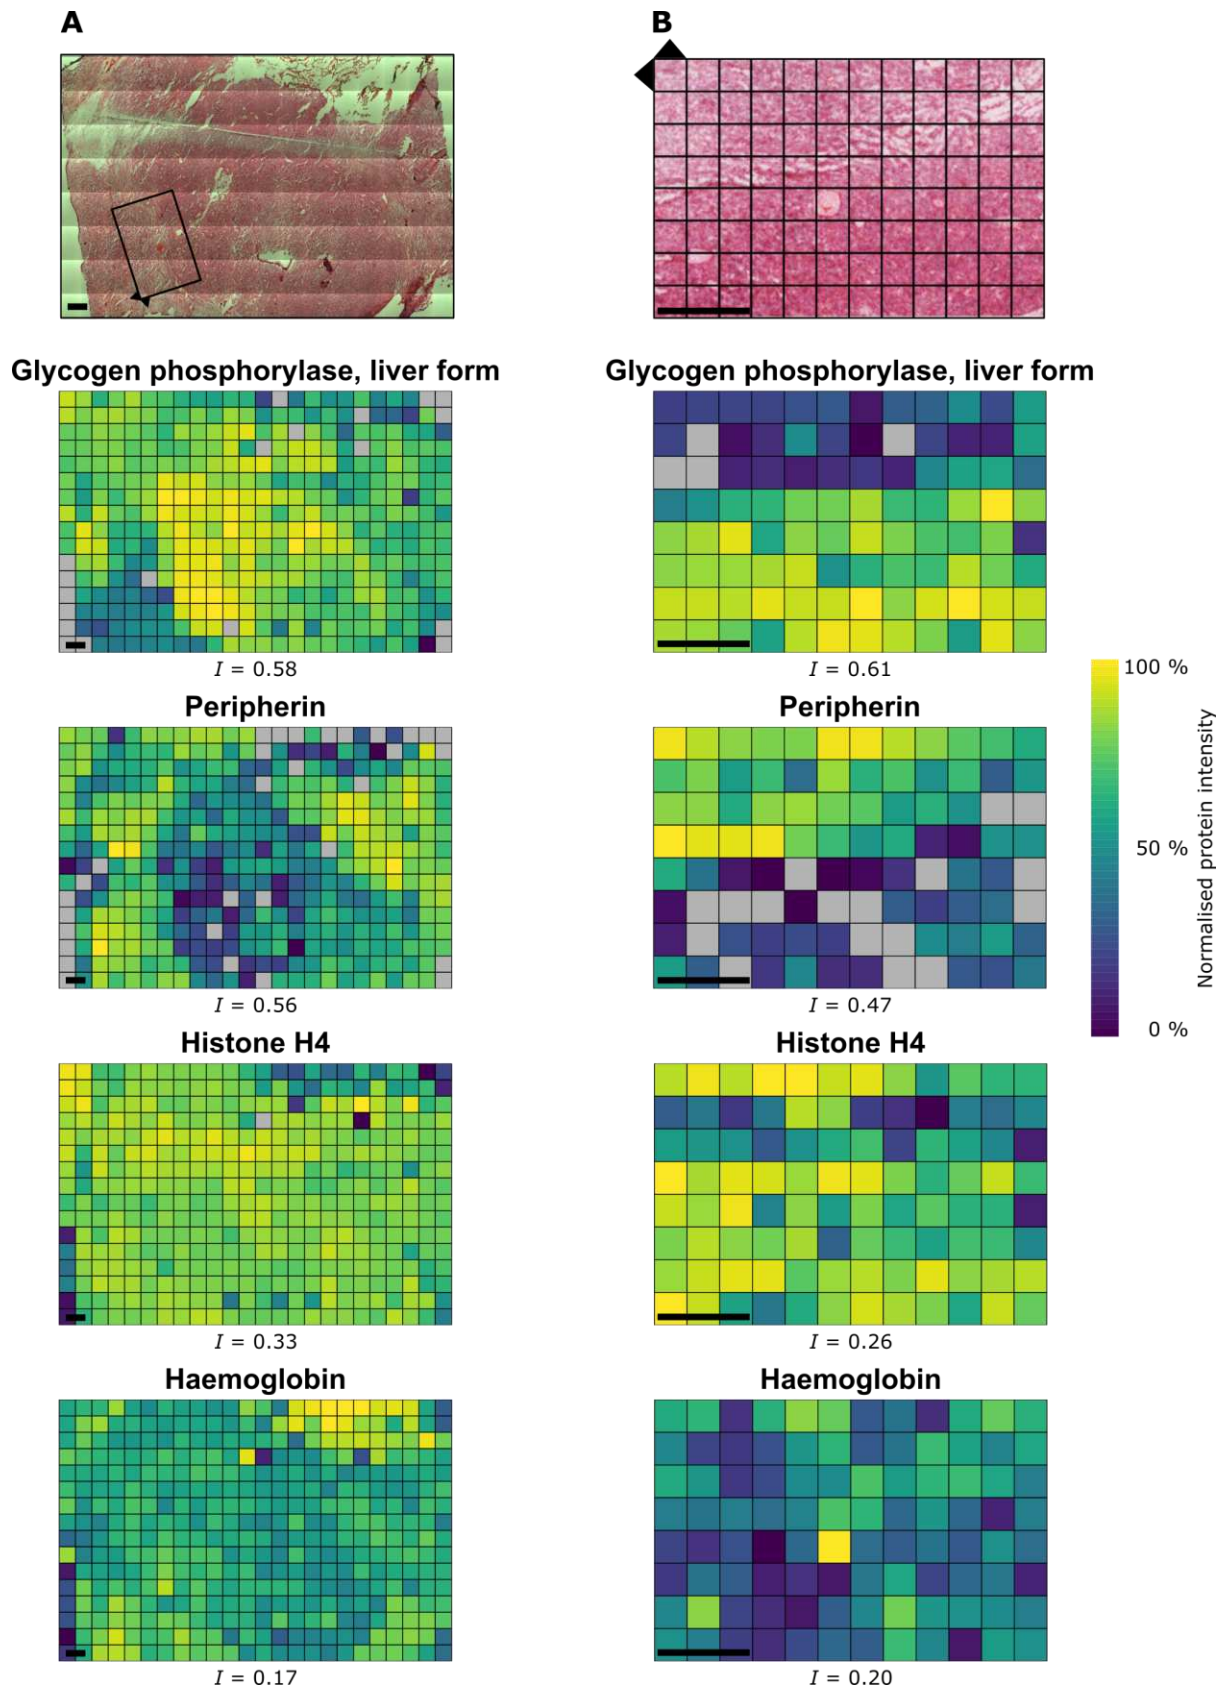 A
B
Glycogen phosphorylase, liver form
Glycogen phosphorylase, liver form
I = 0.58
I = 0.61
Peripherin
Peripherin
100 %
50 %
0 %
Normalised protein intensity
I = 0.56
I = 0.47
Histone H4
Histone H4
I = 0.33
I = 0.26
Haemoglobin
Haemoglobin
I = 0.17
I = 0.20